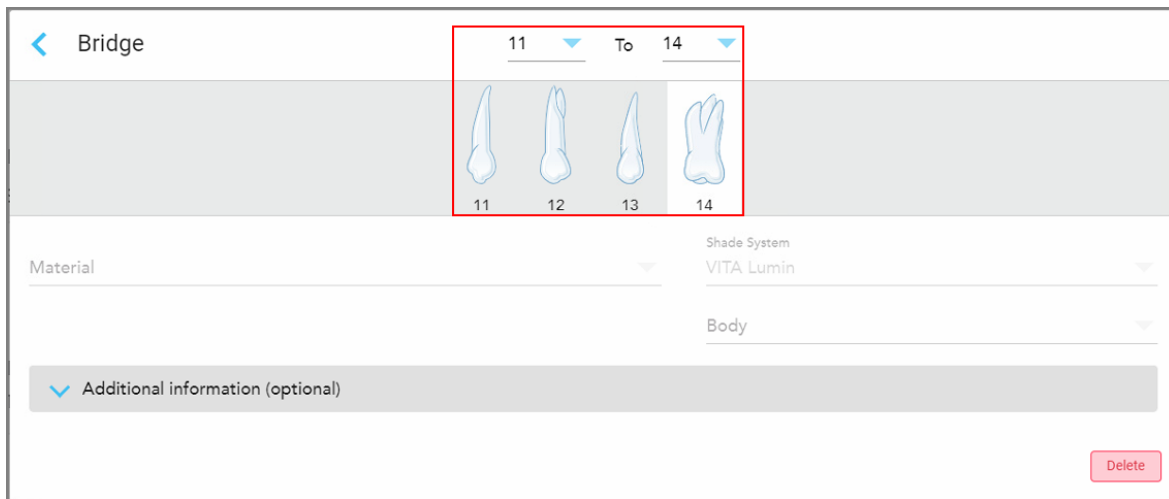 Bridge
11 To 14
11 12 13 14
Shade System
Material VITA Lumin
Body
Additional information (optional)
Delete